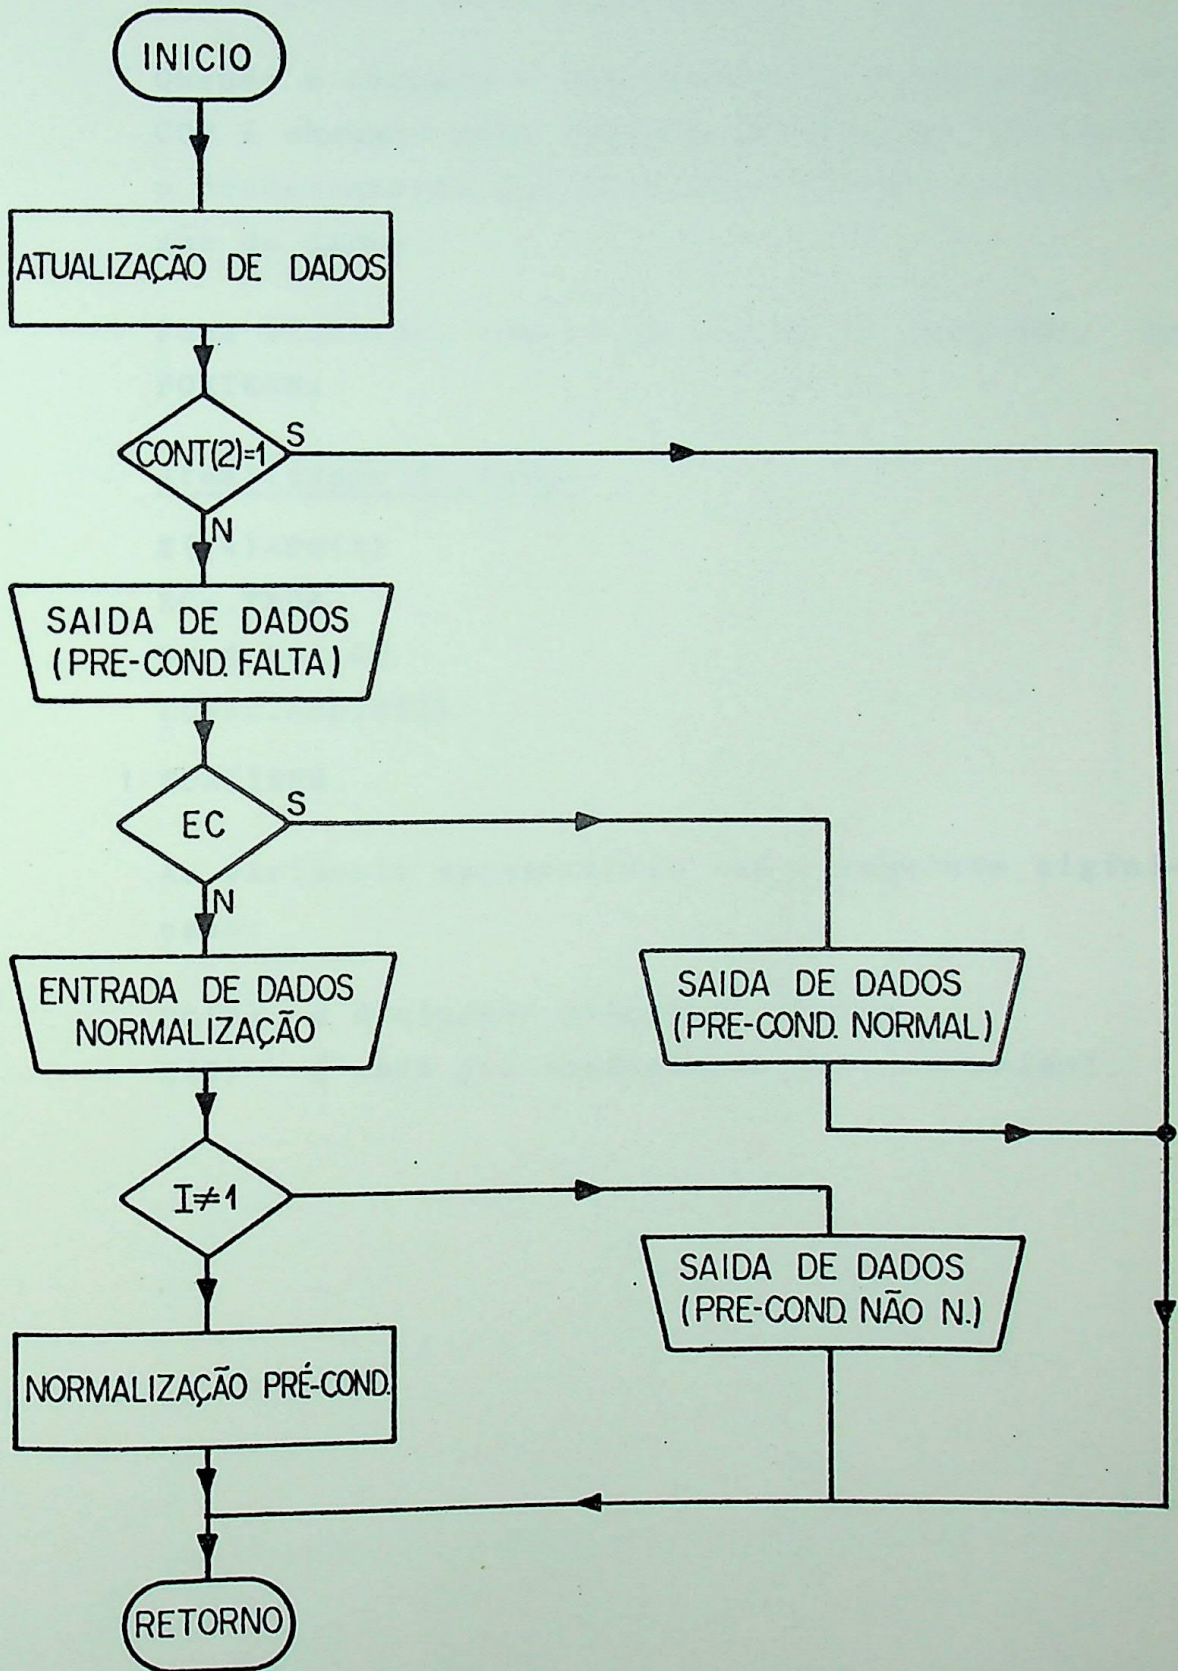 INICIO
ATUALIZAÇÃO DE DADOS
CONT(2)=1
S
N
SAIDA DE DADOS
(PRE-COND. FALTA)
EC
S
N
ENTRADA DE DADOS
NORMALIZAÇÃO
SAIDA DE DADOS
(PRE-COND. NORMAL)
I≠1
SAIDA DE DADOS
(PRE-COND. NÃO N.)
NORMALIZAÇÃO PRÉ-COND.
RETORNO